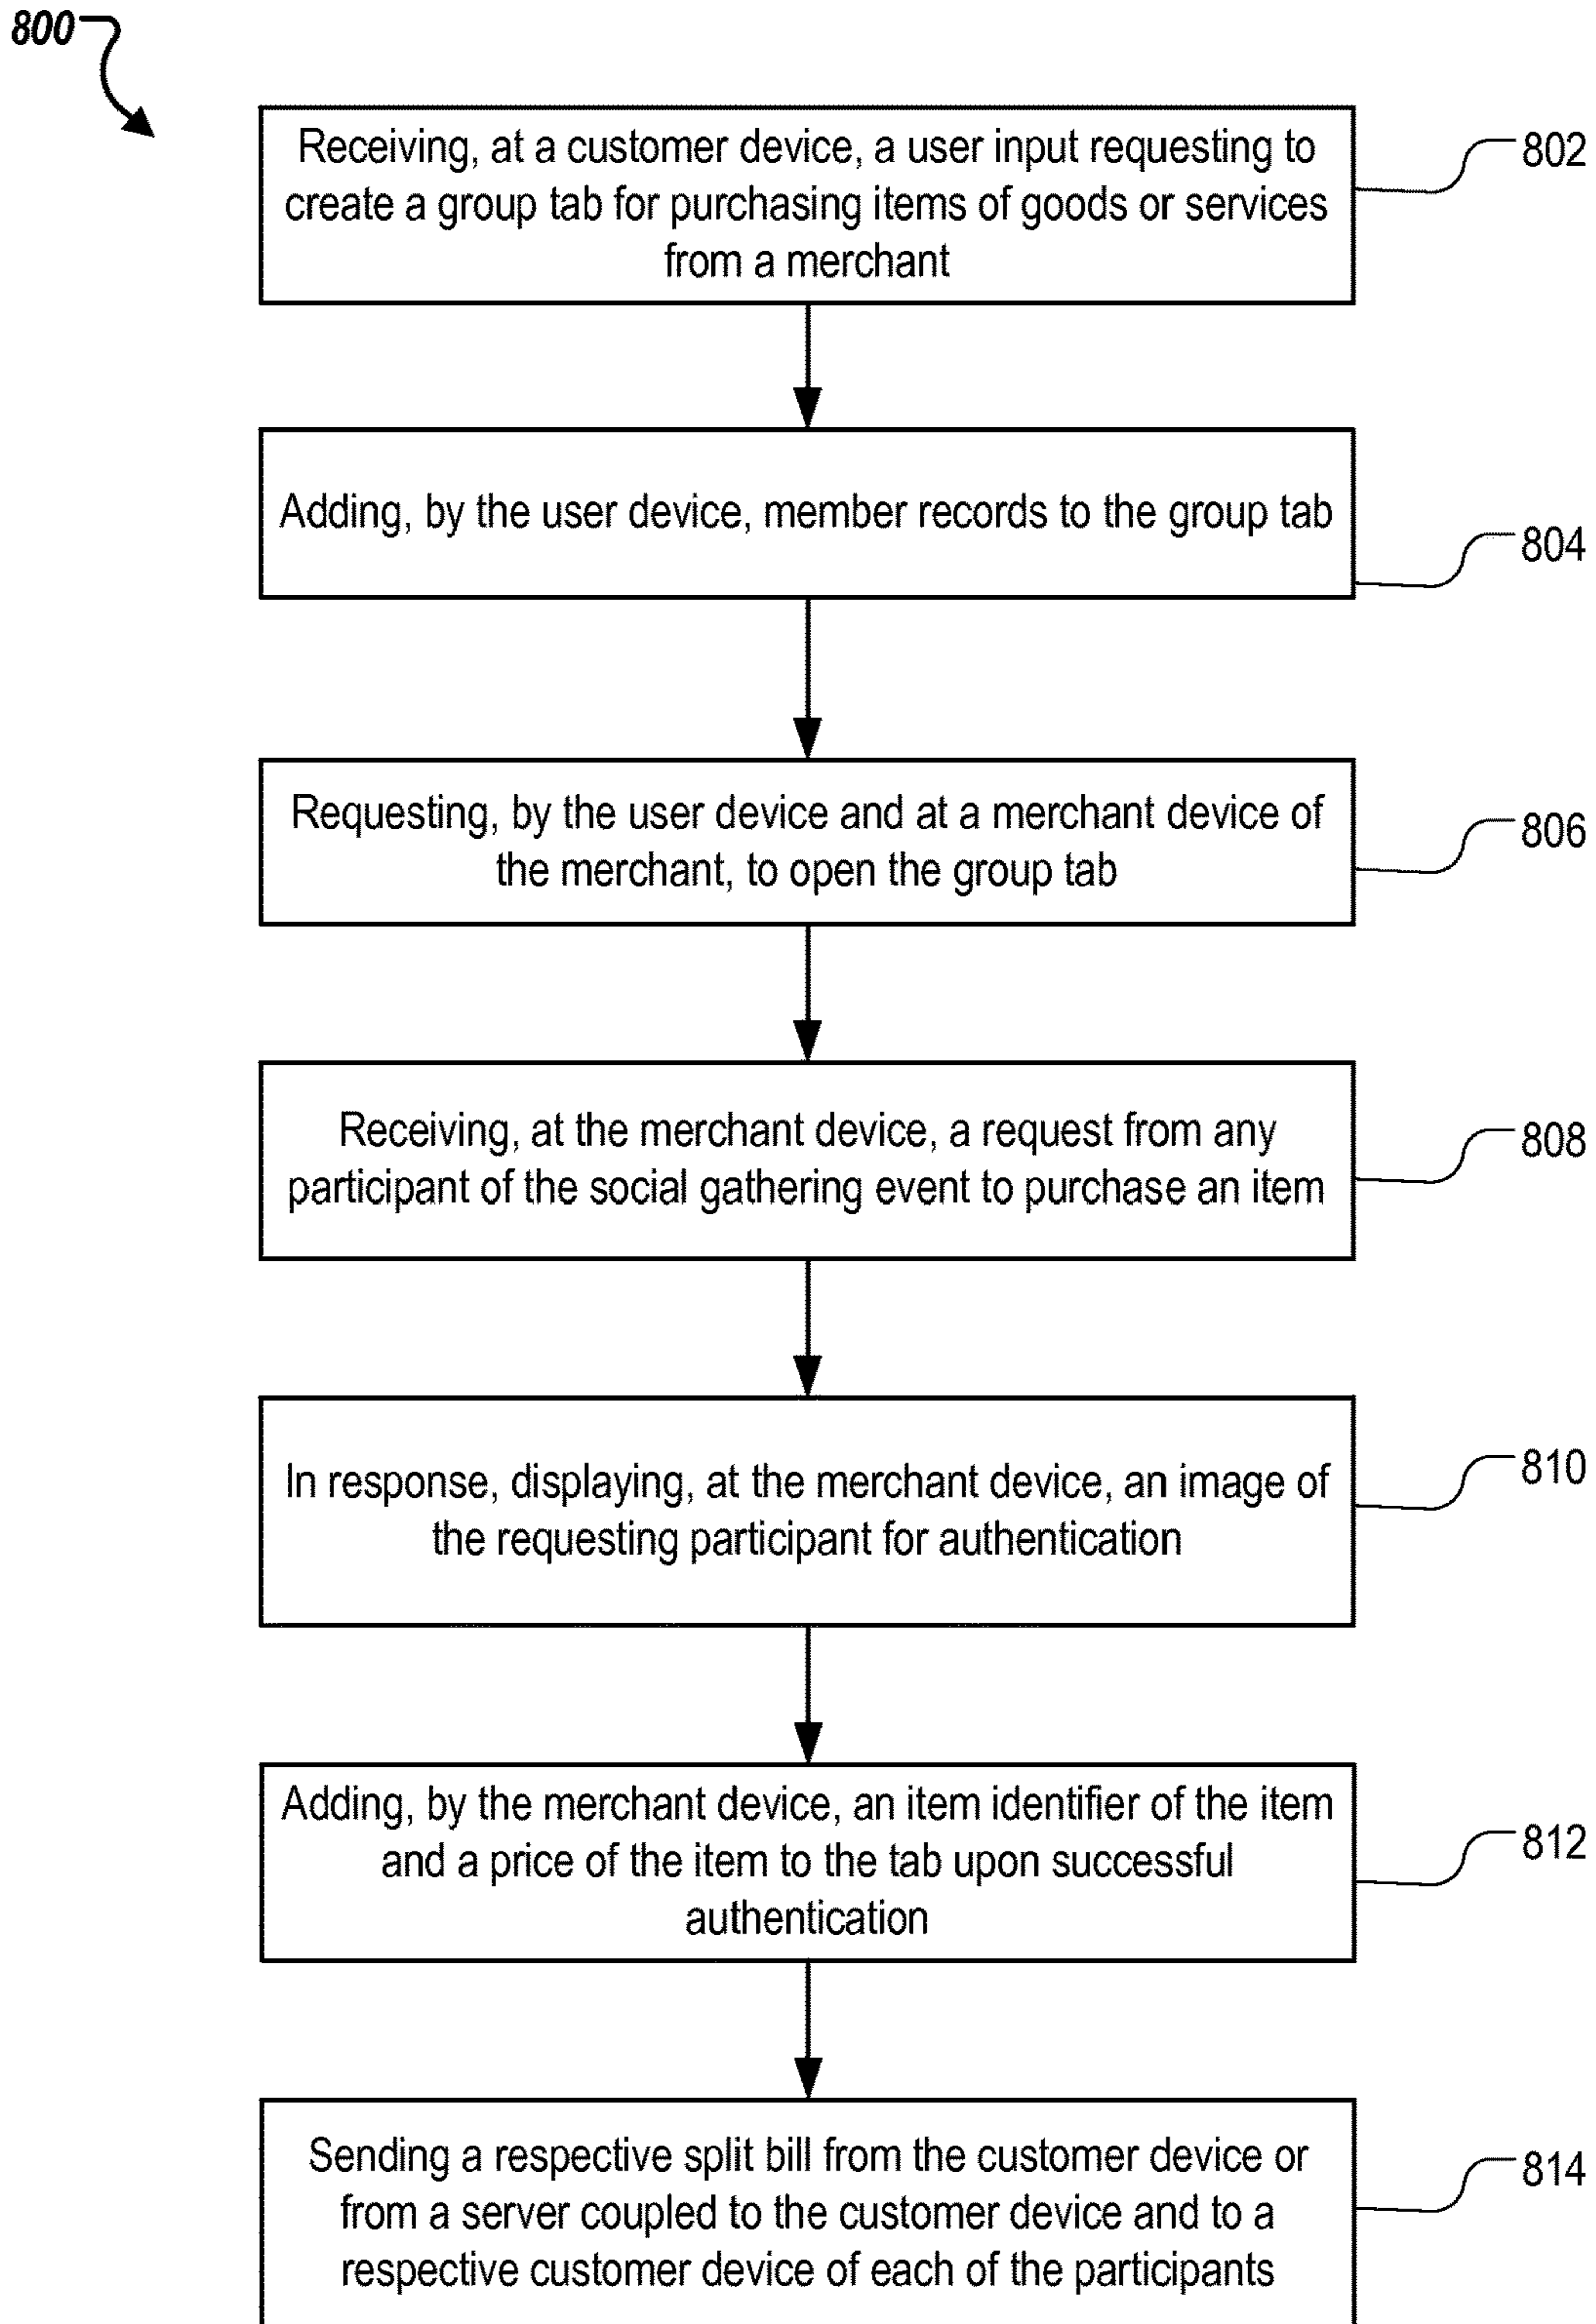 800
Receiving, at a customer device, a user input requesting to
create a group tab for purchasing items of goods or services
from a merchant
802
Adding, by the user device, member records to the group tab
804
Requesting, by the user device and at a merchant device of
the merchant, to open the group tab
806
Receiving, at the merchant device, a request from any
participant of the social gathering event to purchase an item
808
In response, displaying, at the merchant device, an image of
the requesting participant for authentication
810
Adding, by the merchant device, an item identifier of the item
and a price of the item to the tab upon successful
authentication
812
Sending a respective split bill from the customer device or
from a server coupled to the customer device and to a
respective customer device of each of the participants
814